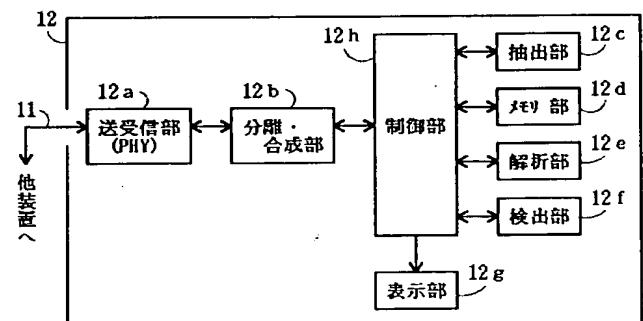 12
12h
12c
抽出部
12a
12b
12d
11
送受信部
(PHY)
分離・
合成部
制御部
ﾒﾓﾘ 部
12e
解析部
他装置へ
12f
検出部
12g
表示部